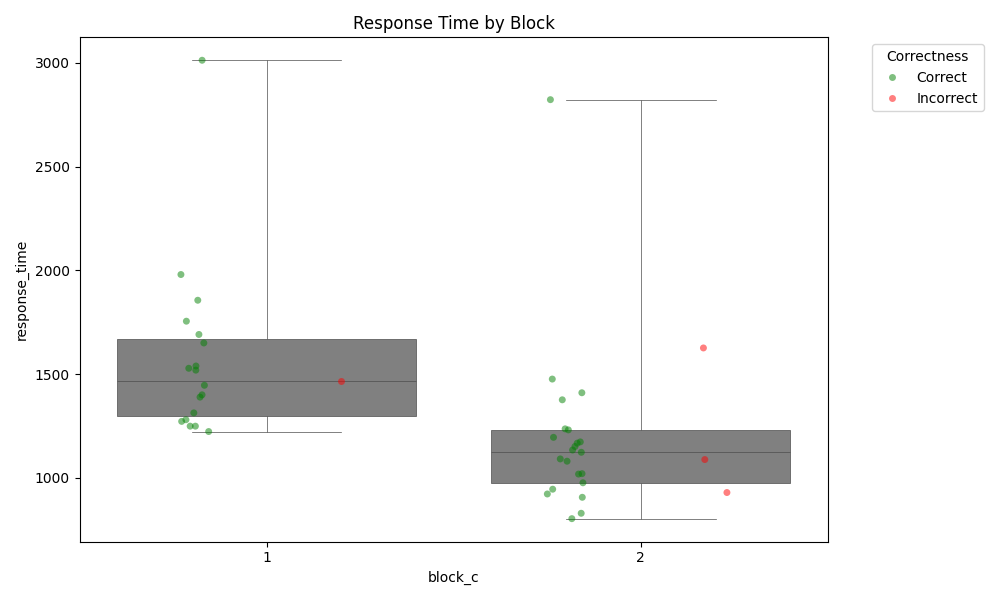 Response Time by Block
Correctness
Correct
Incorrect
response_time
3000
2500
2000
1500
1000
1
2
block_c